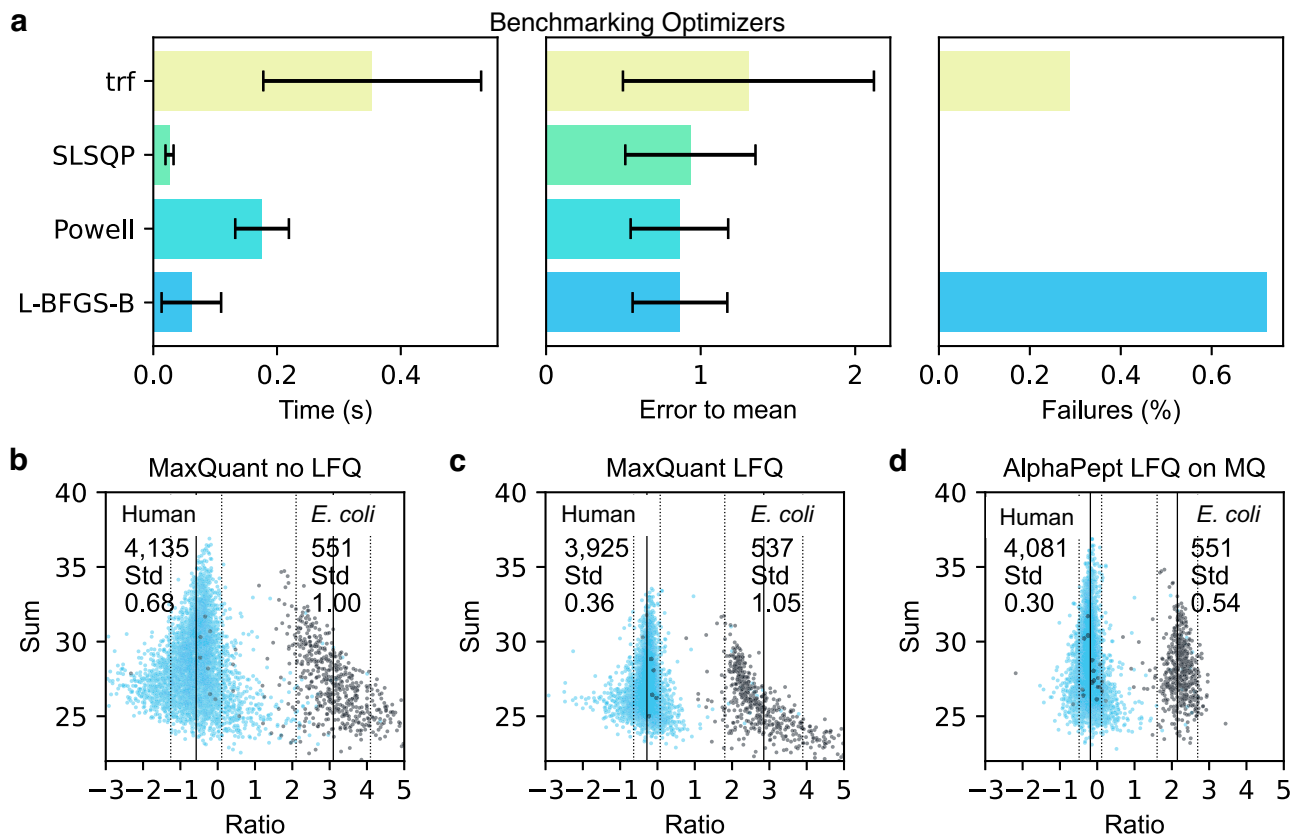 a
Benchmarking Optimizers
trf
SLSQP
Powell
L-BFGS-B
0.0 0.2 0.4
Time (s)
0 1 2
Error to mean
0.0 0.2 0.4 0.6
Failures (%)
b
MaxQuant no LFQ
Sum
40
35
30
25
Human
4,135
Std
0.68
E. coli
551
Std
1.00
−3 −2 −1 0 1 2 3 4 5
Ratio
c
MaxQuant LFQ
Sum
40
35
30
25
Human
3,925
Std
0.36
E. coli
537
Std
1.05
−3 −2 −1 0 1 2 3 4 5
Ratio
d
AlphaPept LFQ on MQ
Sum
40
35
30
25
Human
4,081
Std
0.30
E. coli
551
Std
0.54
−3 −2 −1 0 1 2 3 4 5
Ratio